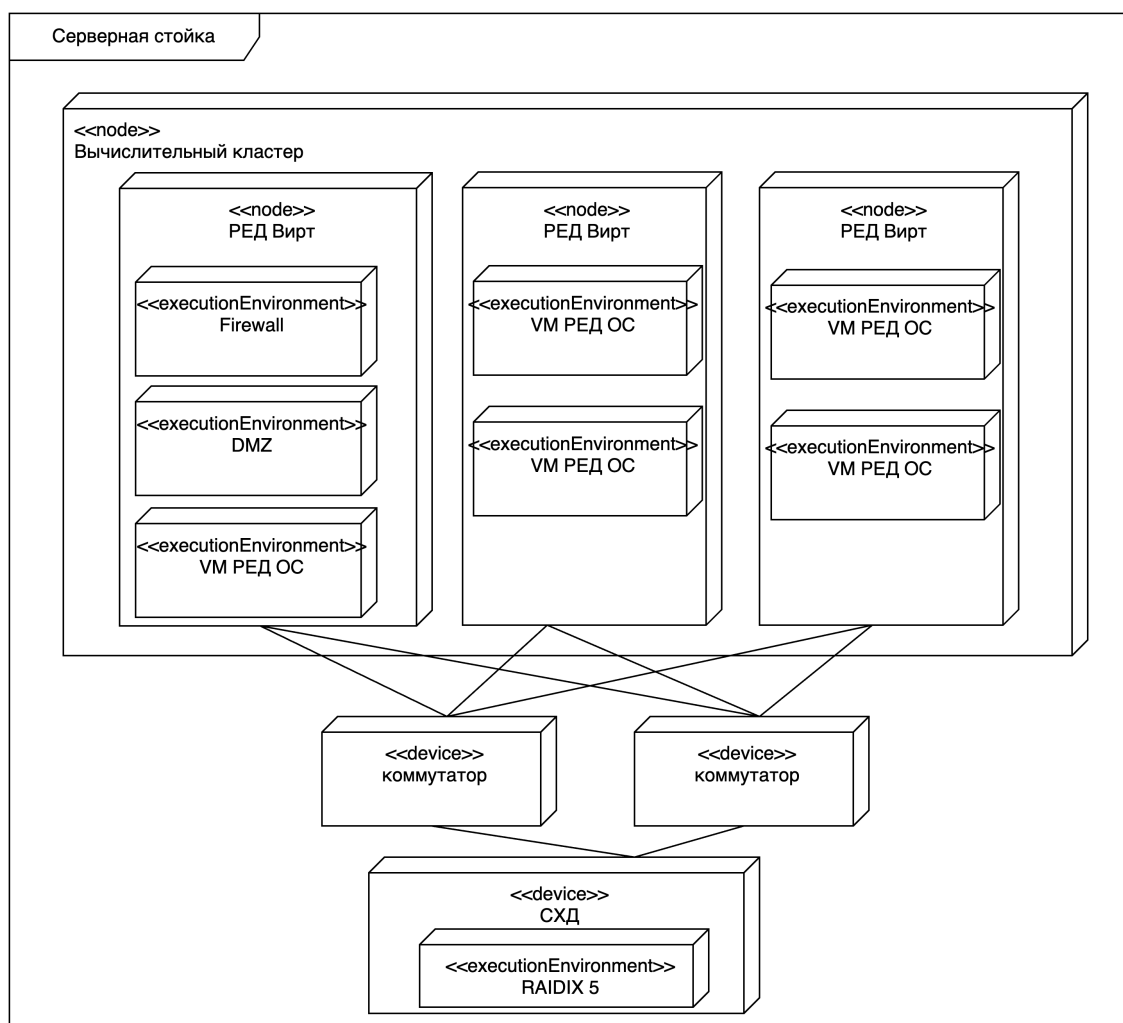 Серверная стойка
<<node>>
Вычислительный кластер
<<node>>
РЕД Вирт
<<executionEnvironment>>
Firewall
<<executionEnvironment>>
DMZ
<<executionEnvironment>>
VM РЕД ОС
<<node>>
РЕД Вирт
<<executionEnvironment>>
VM РЕД ОС
<<executionEnvironment>>
VM РЕД ОС
<<node>>
РЕД Вирт
<<executionEnvironment>>
VM РЕД ОС
<<executionEnvironment>>
VM РЕД ОС
<<device>>
коммутатор
<<device>>
коммутатор
<<device>>
СХД
<<executionEnvironment>>
RAIDIX 5